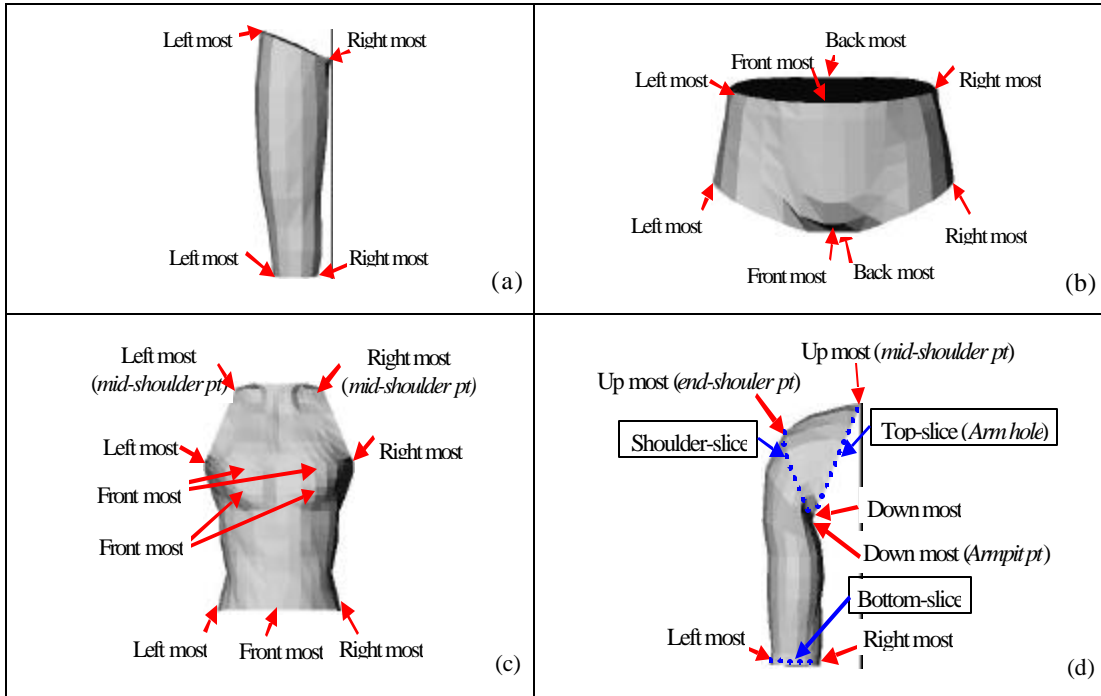 Left most
Right most
Left most
Right most
(a)
Back most
Front most
Left most
Right most
Left most
Right most
Front most
Back most
(b)
Left most
(mid-shoulder pt)
Right most
(mid-shoulder pt)
Left most
Right most
Front most
Front most
Left most
Front most
Right most
(c)
Up most (mid-shoulder pt)
Up most (end-shouler pt)
Shoulder-slice
Top-slice (Arm hole)
Down most
Down most (Armpit pt)
Bottom-slice
Left most
Right most
(d)